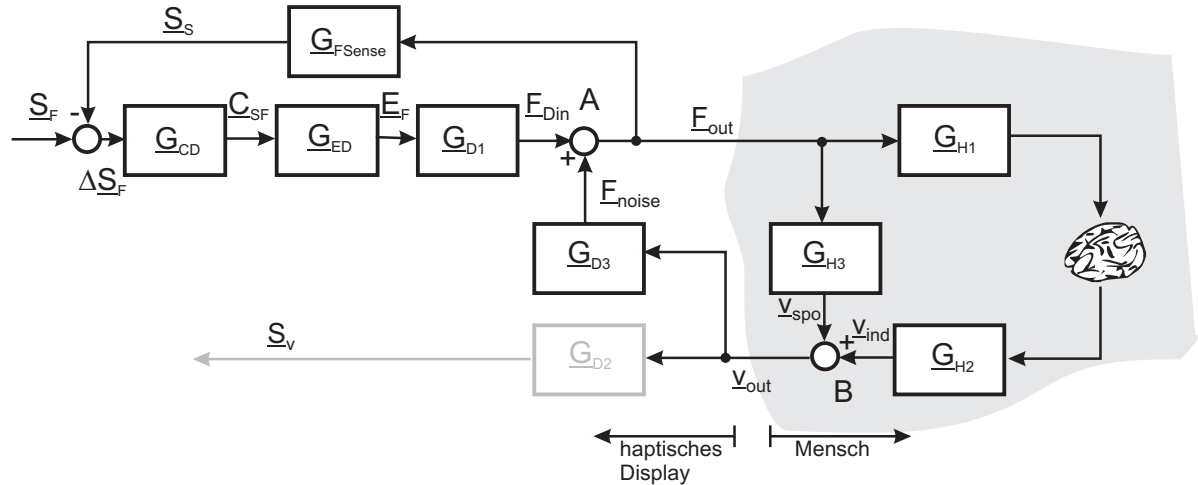 S_S
G_FSense
S_F
-
G_CD
C_SF
G_ED
E_F
G_D1
F_Din
A
+
F_out
G_H1
ΔS_F
F_noise
G_D3
G_H3
v_spo
+
v_ind
S_v
G_D2
v_out
B
G_H2
haptisches
Display
Mensch